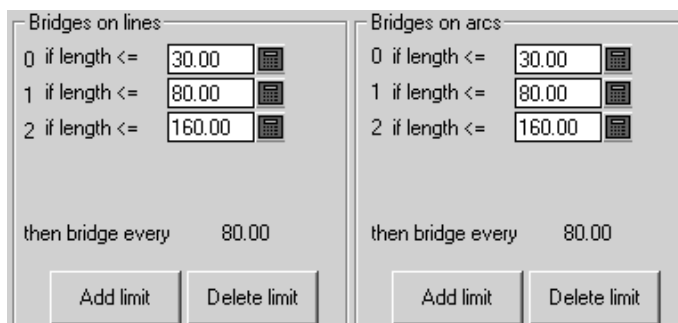 Bridges on lines
0 if length <= 30.00
1 if length <= 80.00
2 if length <= 160.00
then bridge every 80.00
Add limit Delete limit
Bridges on arcs
0 if length <= 30.00
1 if length <= 80.00
2 if length <= 160.00
then bridge every 80.00
Add limit Delete limit